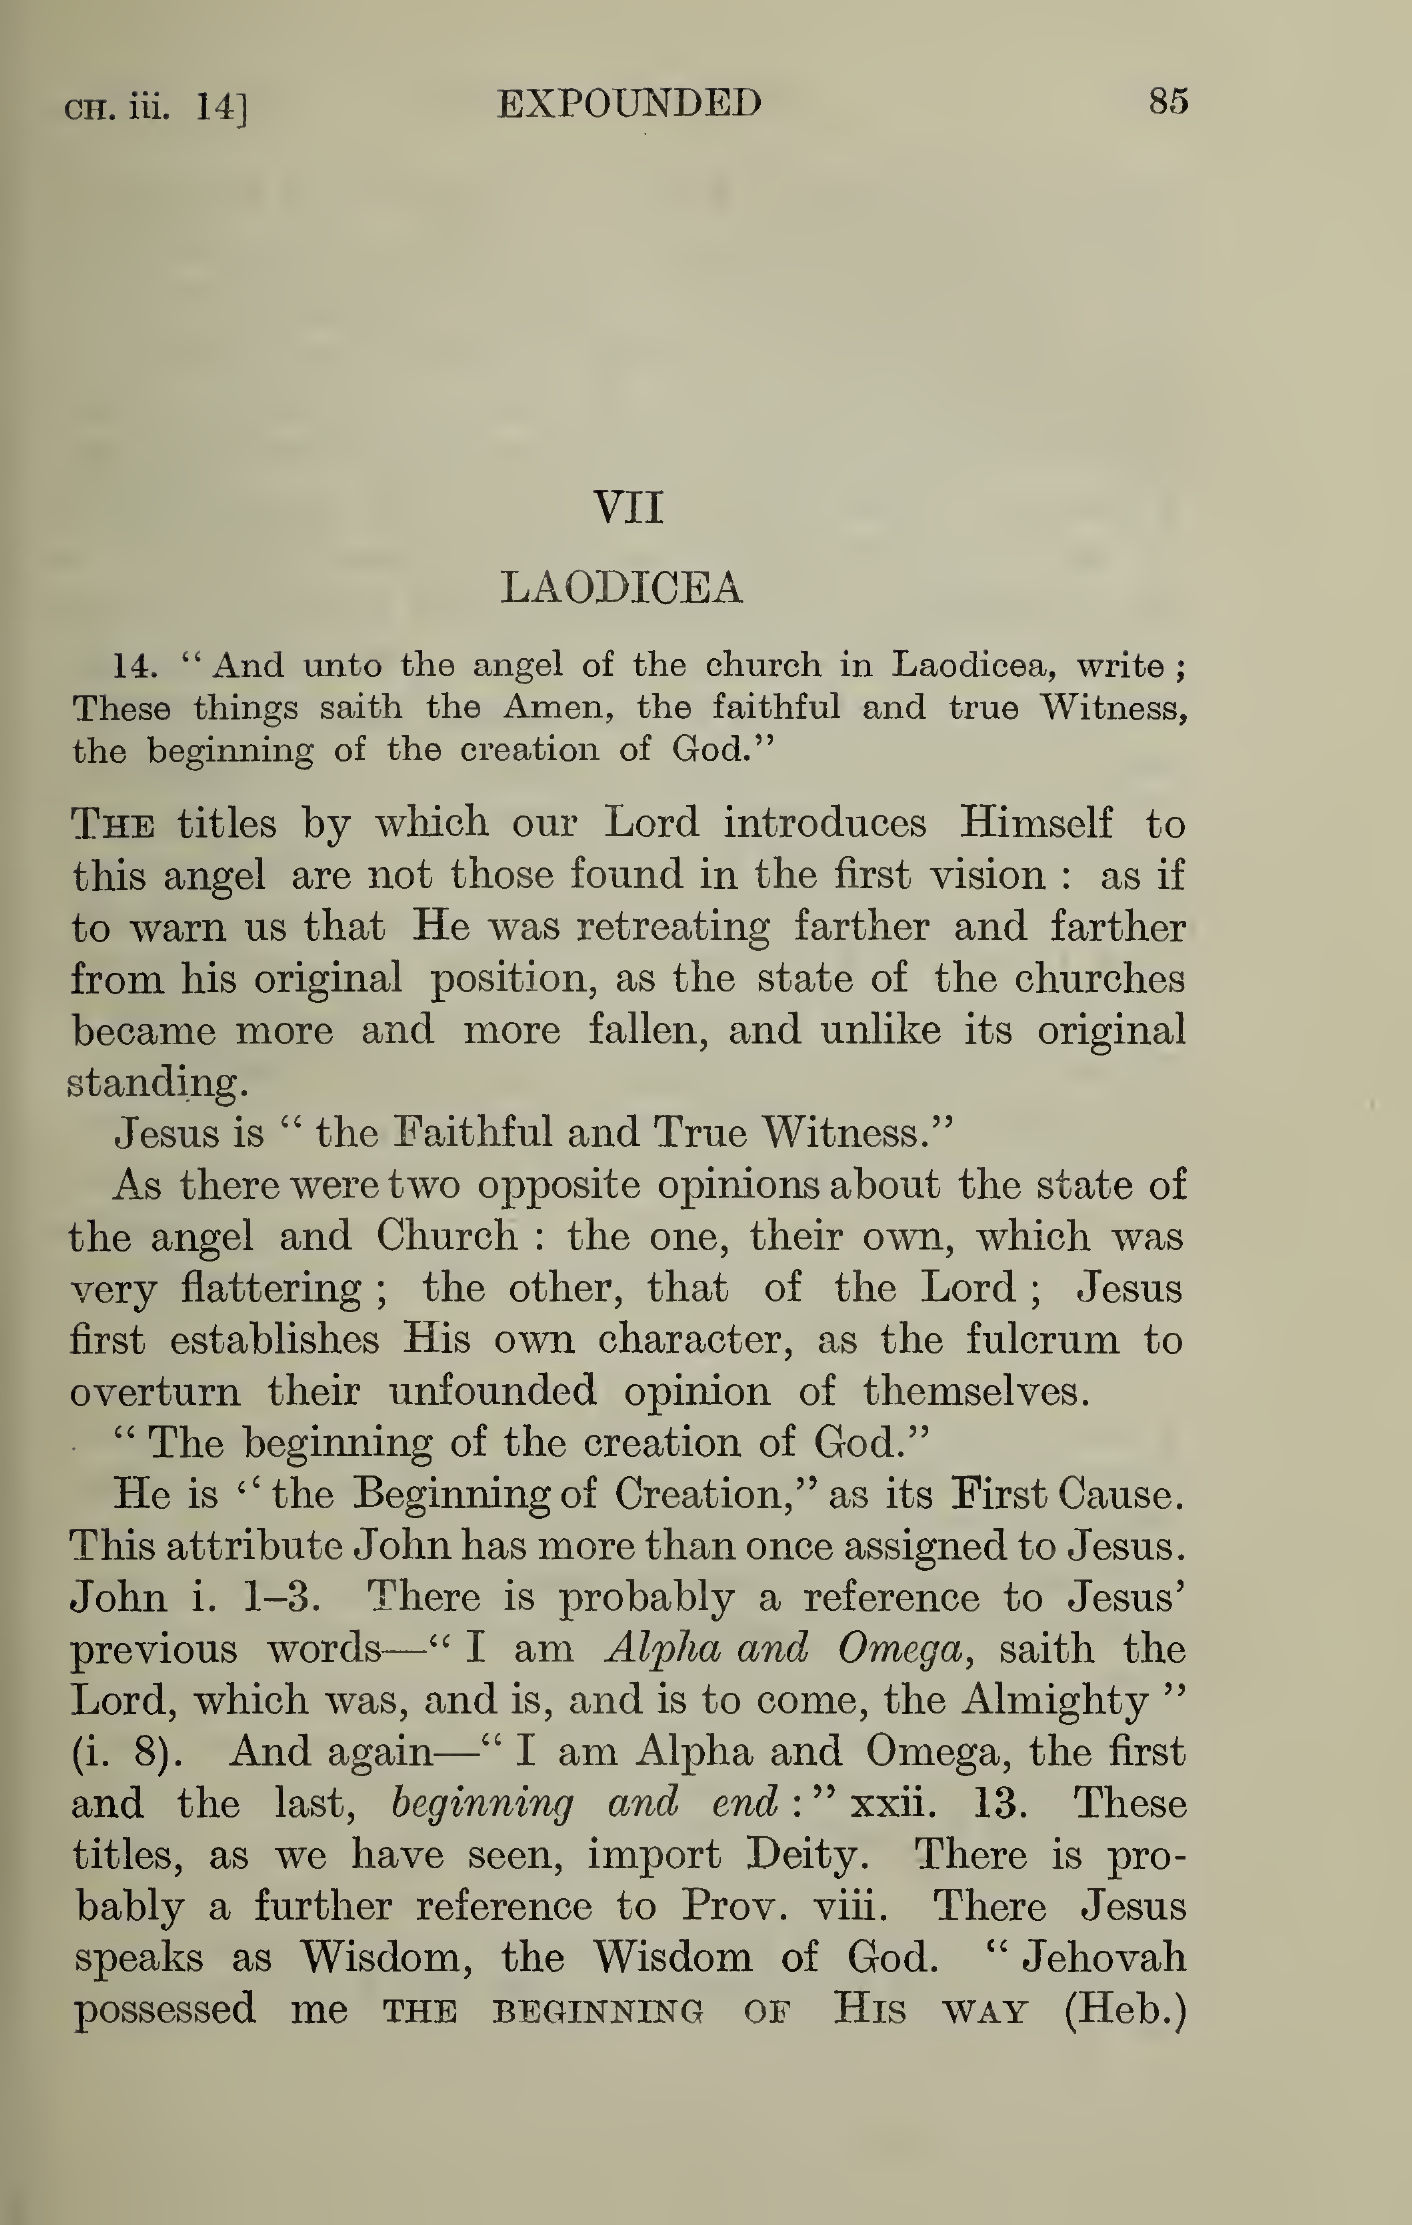 CH. iii. 14] EXPOUNDED 85
VII
LAODICEA
14. “ And unto the angel of the church in Laodicea, write ;
These things saith the Amen, the faithful and true Witness,
the beginning of the creation of God.”
THE titles by which our Lord introduces Himself to
this angel are not those found in the first vision : as if
to warn us that He was retreating farther and farther
from his original position, as the state of the churches
became more and more fallen, and unlike its original
standing.
Jesus is “ the Faithful and True Witness.”
As there were two opposite opinions about the state of
the angel and Church : the one, their own, which was
very flattering ; the other, that of the Lord ; Jesus
first establishes His own character, as the fulcrum to
overturn their unfounded opinion of themselves.
“ The beginning of the creation of God.”
He is “ the Beginning of Creation,” as its First Cause.
This attribute John has more than once assigned to Jesus.
John i. 1–3. There is probably a reference to Jesus’
previous words—“ I am Alpha and Omega, saith the
Lord, which was, and is, and is to come, the Almighty ”
(i. 8). And again—“ I am Alpha and Omega, the first
and the last, beginning and end : ” xxii. 13. These
titles, as we have seen, import Deity. There is pro-
bably a further reference to Prov. viii. There Jesus
speaks as Wisdom, the Wisdom of God. “ Jehovah
possessed me THE BEGINNING OF HIS WAY (Heb.)